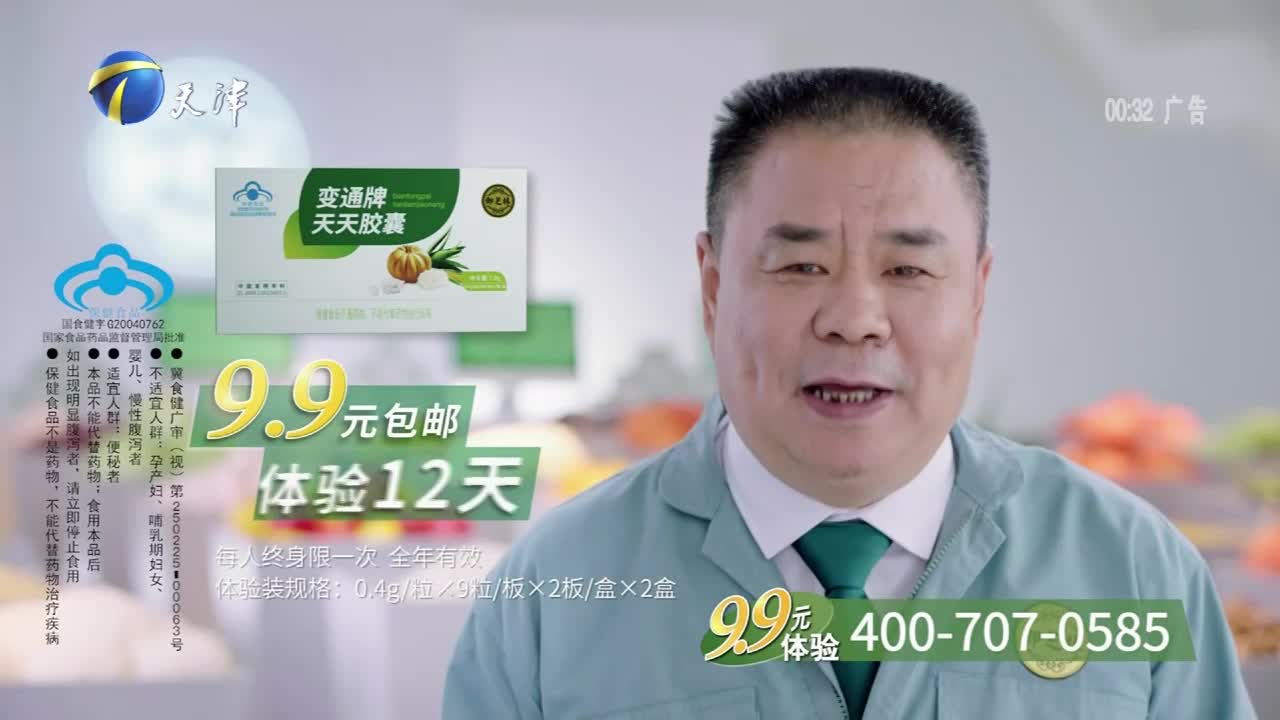 天津
00:32 广告
变通牌
天天胶囊
bientongpai
tiantianjiaonang
御芝林
保健食品
国食健字G20040762
国家食品药品监督管理局批准
● 冀食健广审（视）第250225-00063号
● 不适宜人群：孕产妇、哺乳期妇女、
婴儿、慢性腹泻者
● 适宜人群：便秘者
● 本品不能代替药物；食用本品后
如出现明显腹泻者，请立即停止食用
● 保健食品不是药物，不能代替药物治疗疾病
9.9元包邮
体验12天
每人终身限一次 全年有效
体验装规格：0.4g/粒×9粒/板×2板/盒×2盒
9.9元
体验 400-707-0585